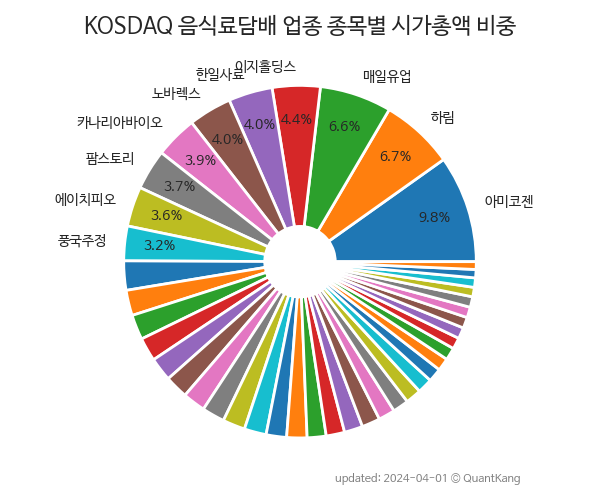 KOSDAQ 음식료담배 업종 종목별 시가총액 비중
이지홀딩스
한일사료
매일유업
노바렉스
하림
카나리아바이오
팜스토리
에이치피오
아미코젠
풍국주정
4.4%
4.0%
6.6%
4.0%
3.9%
6.7%
3.7%
3.6%
9.8%
3.2%
updated: 2024-04-01 © QuantKang